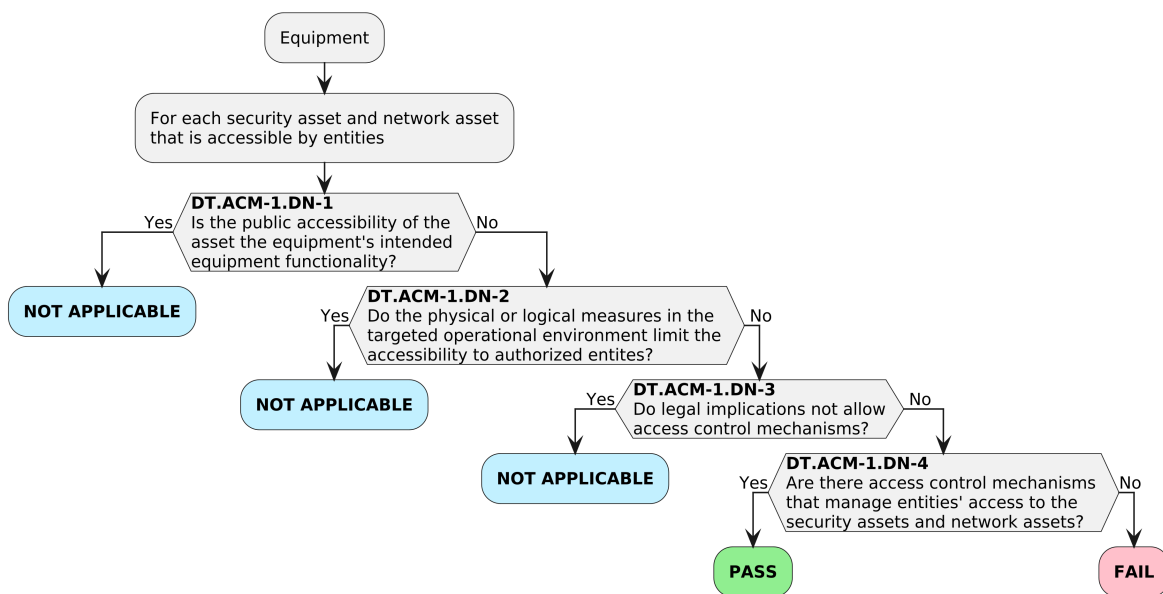 Equipment
For each security asset and network asset
that is accessible by entities
DT.ACM-1.DN-1
Is the public accessibility of the
asset the equipment's intended
equipment functionality?
Yes
No
NOT APPLICABLE
DT.ACM-1.DN-2
Do the physical or logical measures in the
targeted operational environment limit the
accessibility to authorized entites?
Yes
No
NOT APPLICABLE
DT.ACM-1.DN-3
Do legal implications not allow
access control mechanisms?
Yes
No
NOT APPLICABLE
DT.ACM-1.DN-4
Are there access control mechanisms
that manage entities' access to the
security assets and network assets?
Yes
No
PASS
FAIL